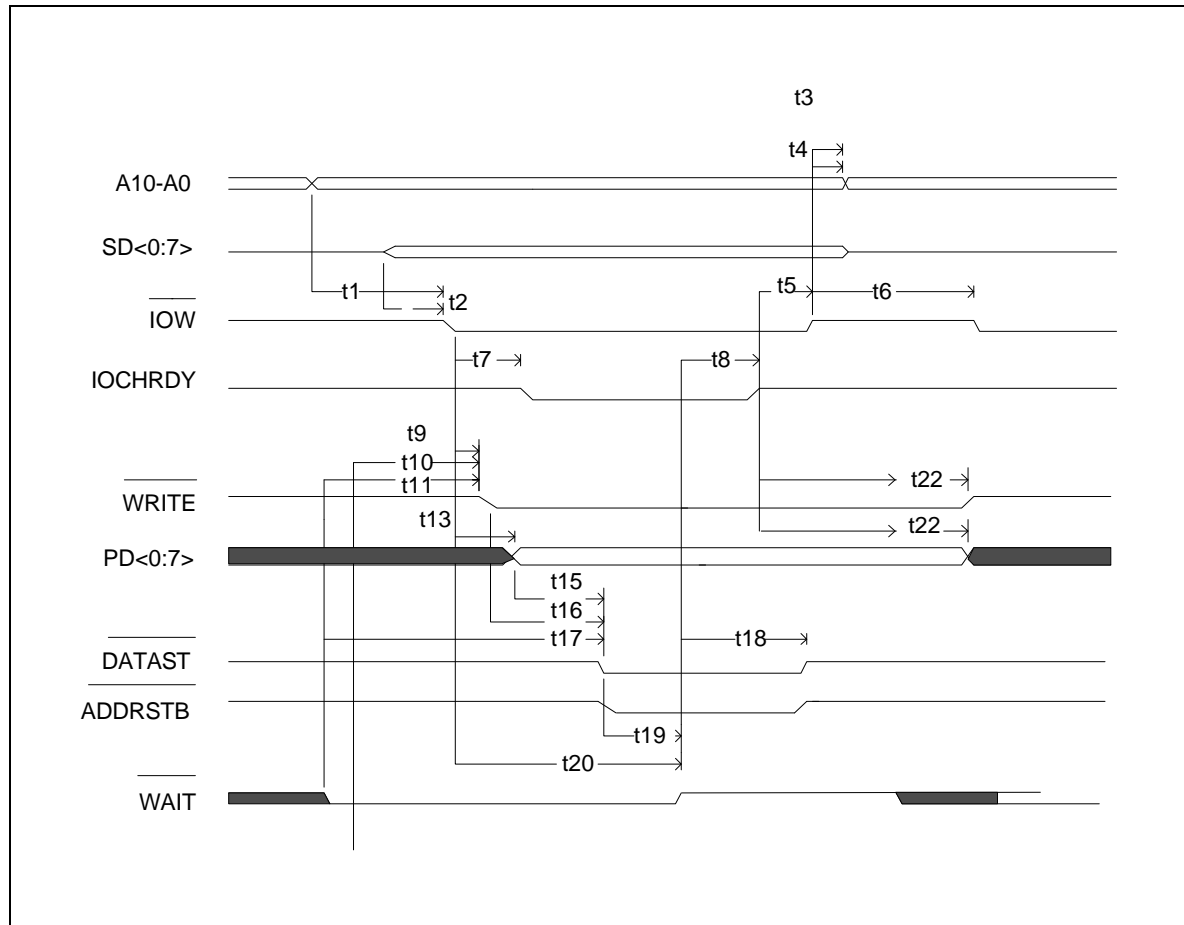 t3
t4
A10-A0
SD<0:7>
t1
t2
t5
t6
IOW
t7
t8
IOCHRDY
t9
t10
t11
t22
WRITE
t13
t22
PD<0:7>
t15
t16
t17
t18
DATAST
ADDRSTB
t19
t20
WAIT